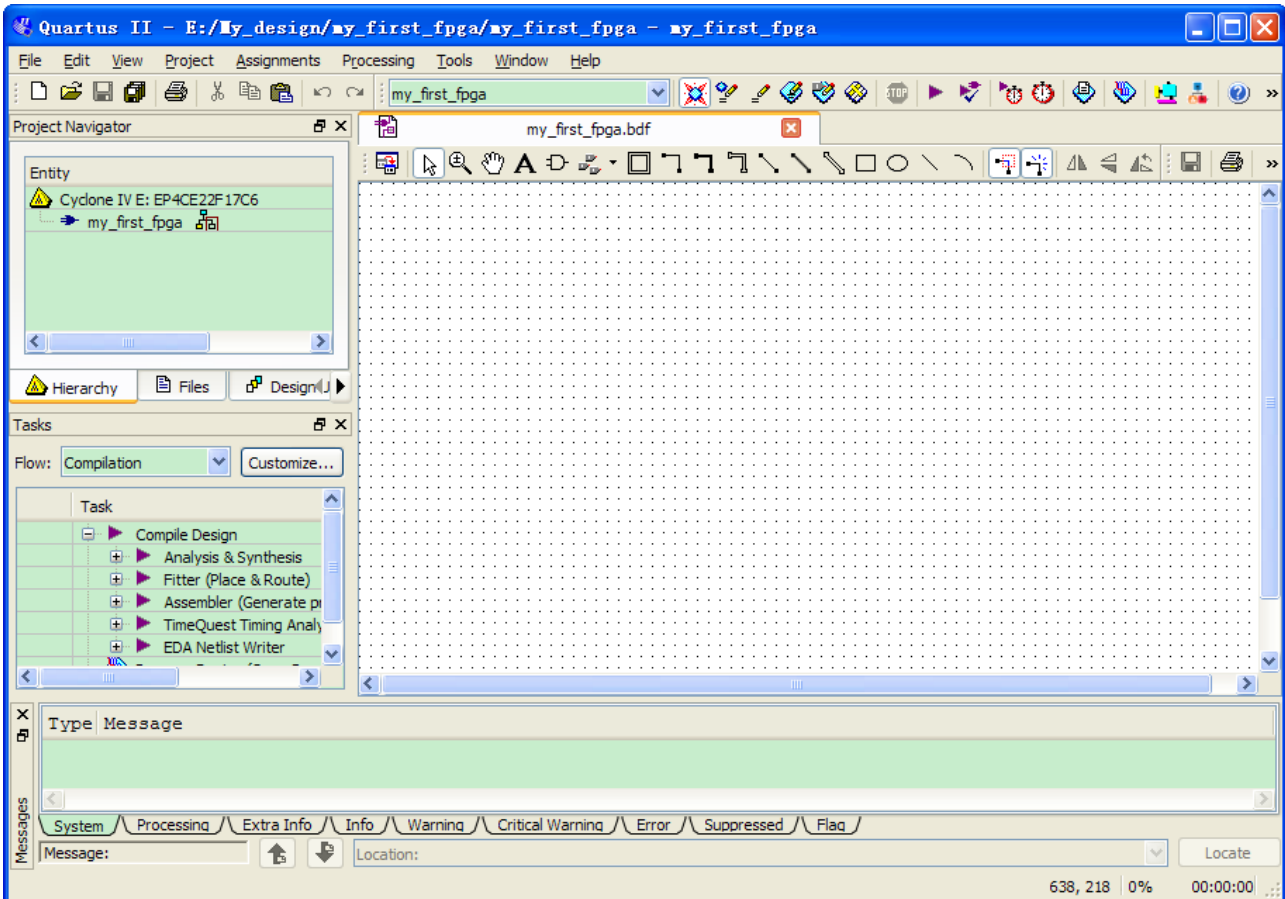 Quartus II - E:/My_design/my_first_fpga/my_first_fpga - my_first_fpga
File Edit View Project Assignments Processing Tools Window Help
my_first_fpga
STOP
»
Project Navigator
my_first_fpga.bdf
A
»
Entity
Cyclone IV E: EP4CE22F17C6
my_first_fpga
Hierarchy Files Design
Tasks
Flow: Compilation Customize...
Task
Compile Design
Analysis & Synthesis
Fitter (Place & Route)
Assembler (Generate pr
TimeQuest Timing Analy
EDA Netlist Writer
Type Message
Messages
System Processing Extra Info Info Warning Critical Warning Error Suppressed Flag
Message: Location: Locate
638, 218 0% 00:00:00